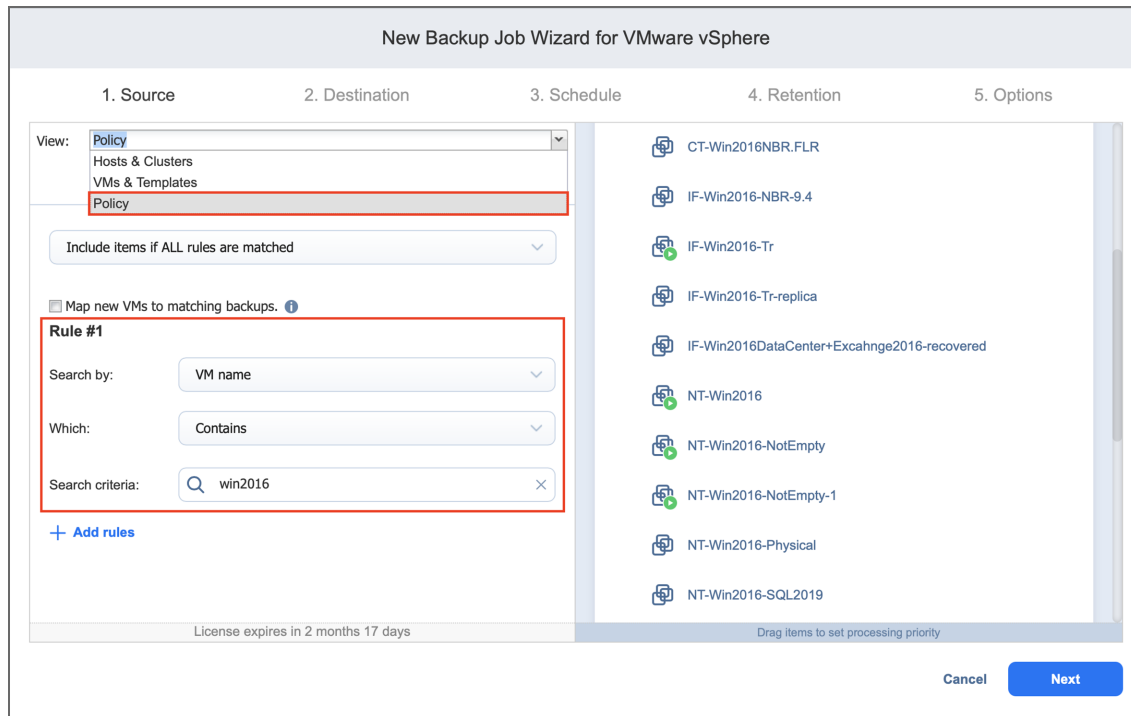 New Backup Job Wizard for VMware vSphere
1. Source 2. Destination 3. Schedule 4. Retention 5. Options
View: Policy
Hosts & Clusters
VMs & Templates
Policy
Include items if ALL rules are matched
Map new VMs to matching backups.
Rule #1
Search by: VM name
Which: Contains
Search criteria: win2016
Add rules
License expires in 2 months 17 days
CT-Win2016NBR.FLR
IF-Win2016-NBR-9.4
IF-Win2016-Tr
IF-Win2016-Tr-replica
IF-Win2016DataCenter+Excahnge2016-recovered
NT-Win2016
NT-Win2016-NotEmpty
NT-Win2016-NotEmpty-1
NT-Win2016-Physical
NT-Win2016-SQL2019
Drag items to set processing priority
Cancel Next